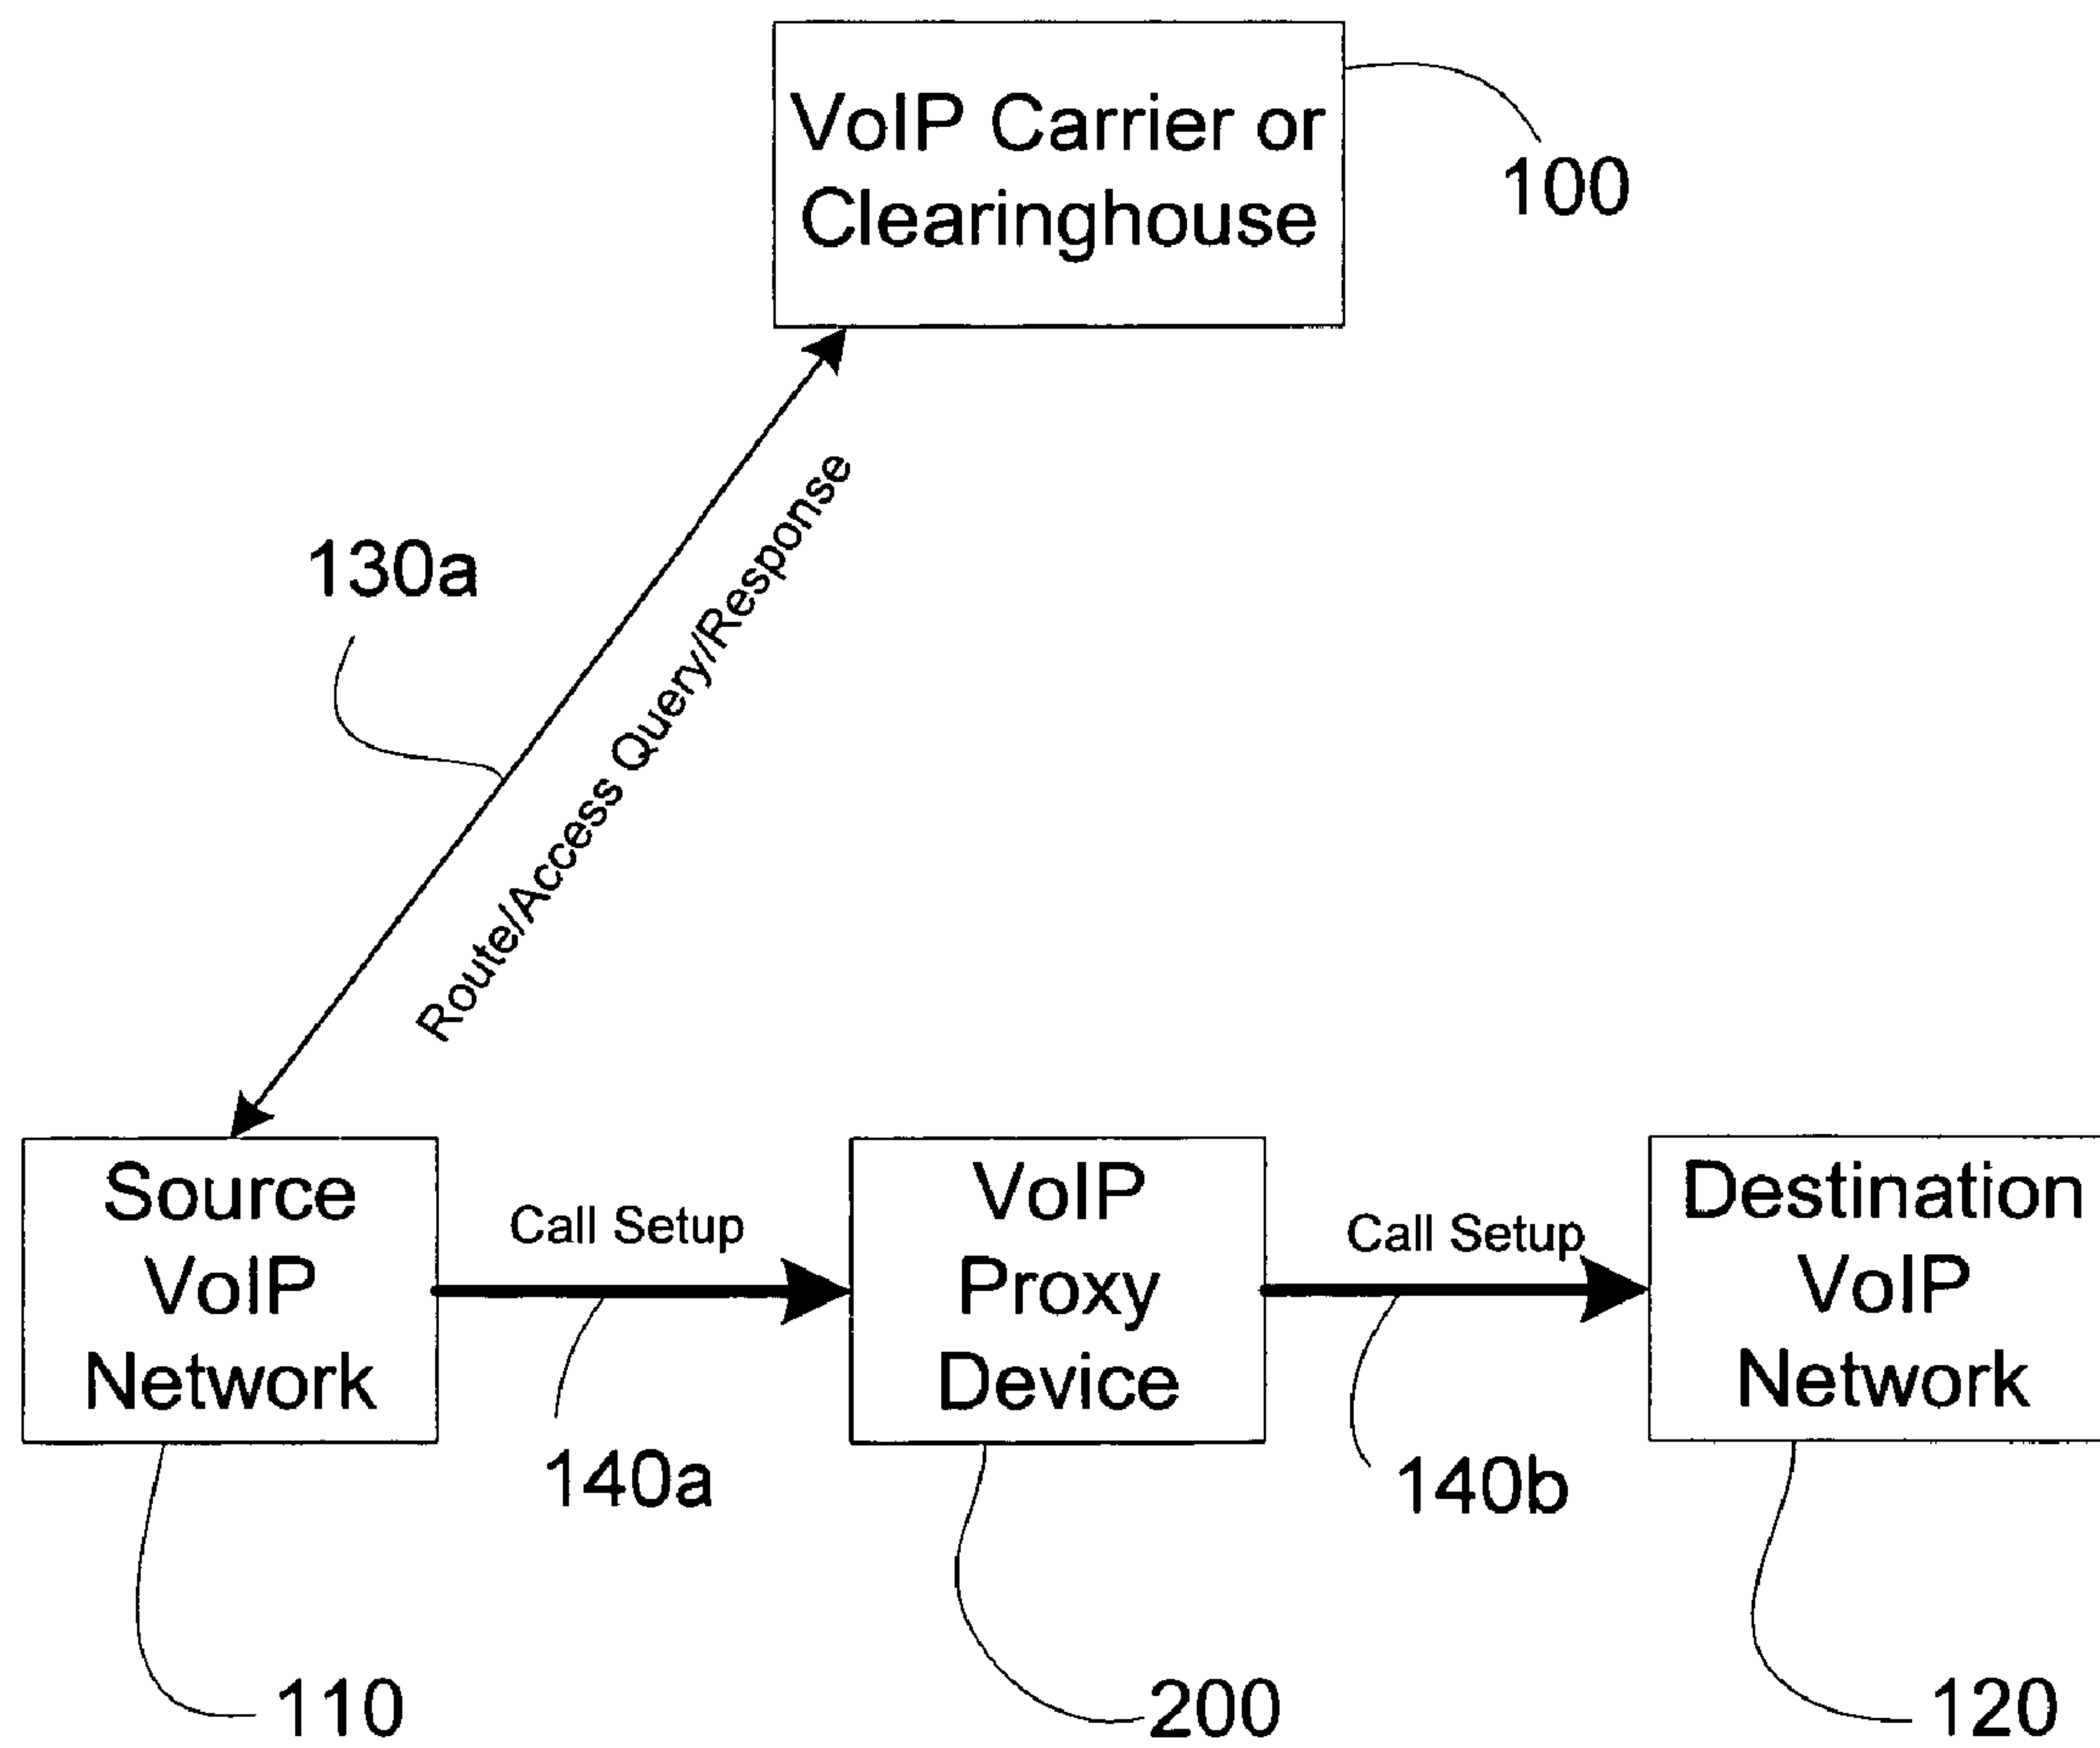 VoIP Carrier or
Clearinghouse
100
130a
Route/Access Query/Response
Source
VoIP
Network
Call Setup
VoIP
Proxy
Device
Call Setup
Destination
VoIP
Network
140a
140b
110
200
120